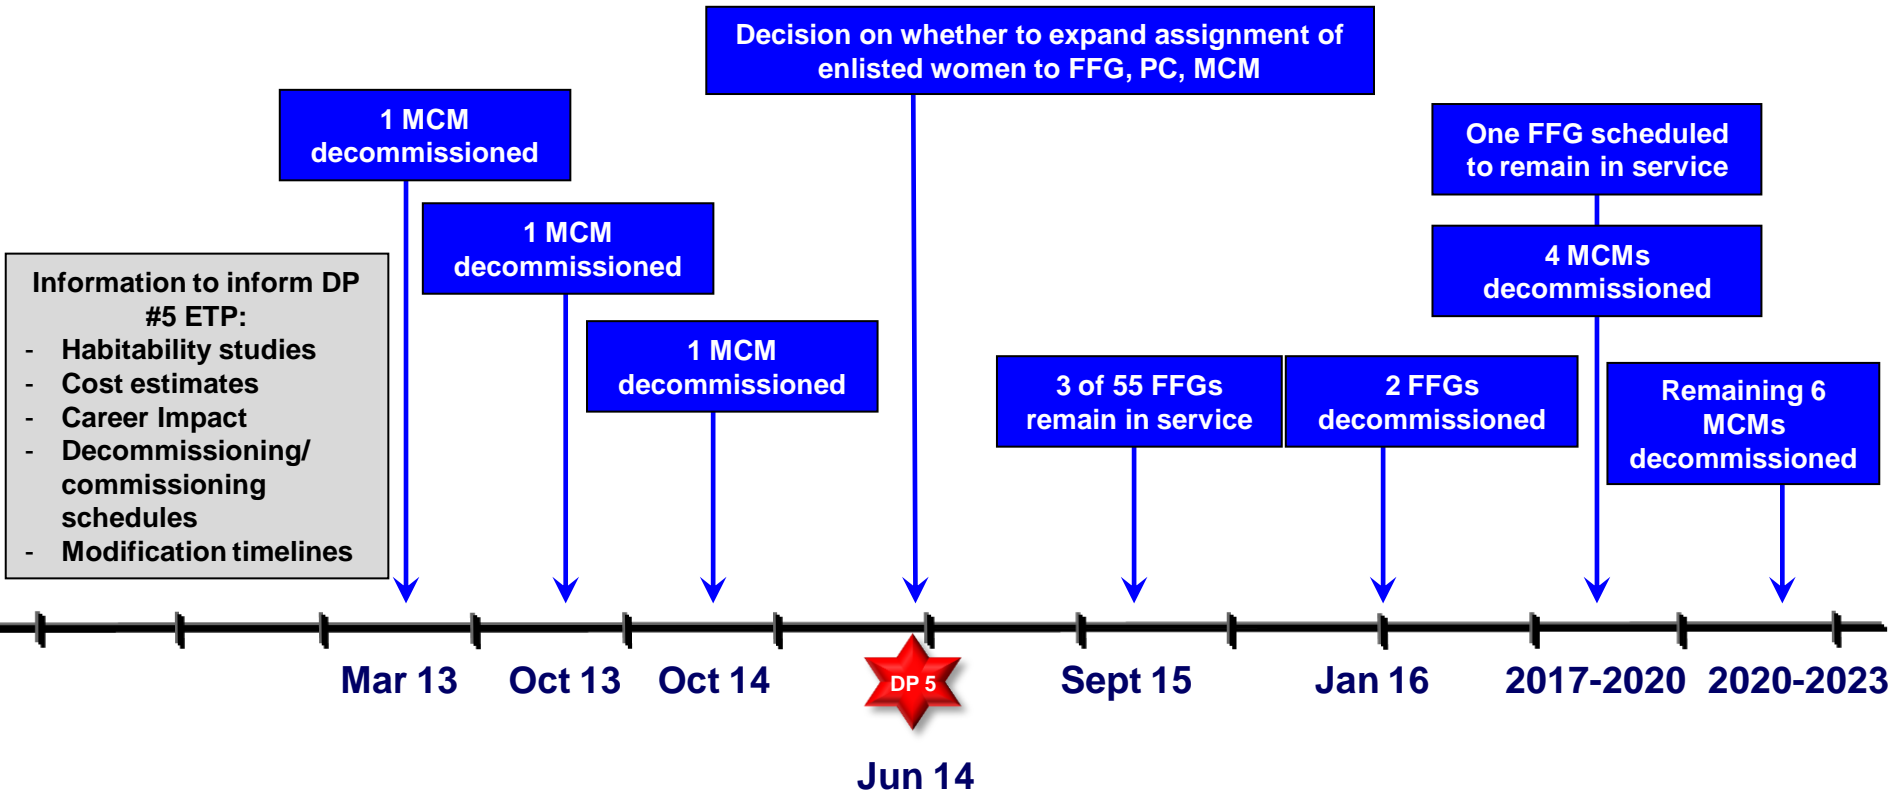 Decision on whether to expand assignment of
enlisted women to FFG, PC, MCM
1 MCM
decommissioned
One FFG scheduled
to remain in service
1 MCM
decommissioned
4 MCMs
decommissioned
Information to inform DP
#5 ETP:
- Habitability studies
- Cost estimates
- Career Impact
- Decommissioning/
commissioning
schedules
- Modification timelines
1 MCM
decommissioned
3 of 55 FFGs
remain in service
2 FFGs
decommissioned
Remaining 6
MCMs
decommissioned
Mar 13
Oct 13
Oct 14
DP 5
Sept 15
Jan 16
2017-2020
2020-2023
Jun 14